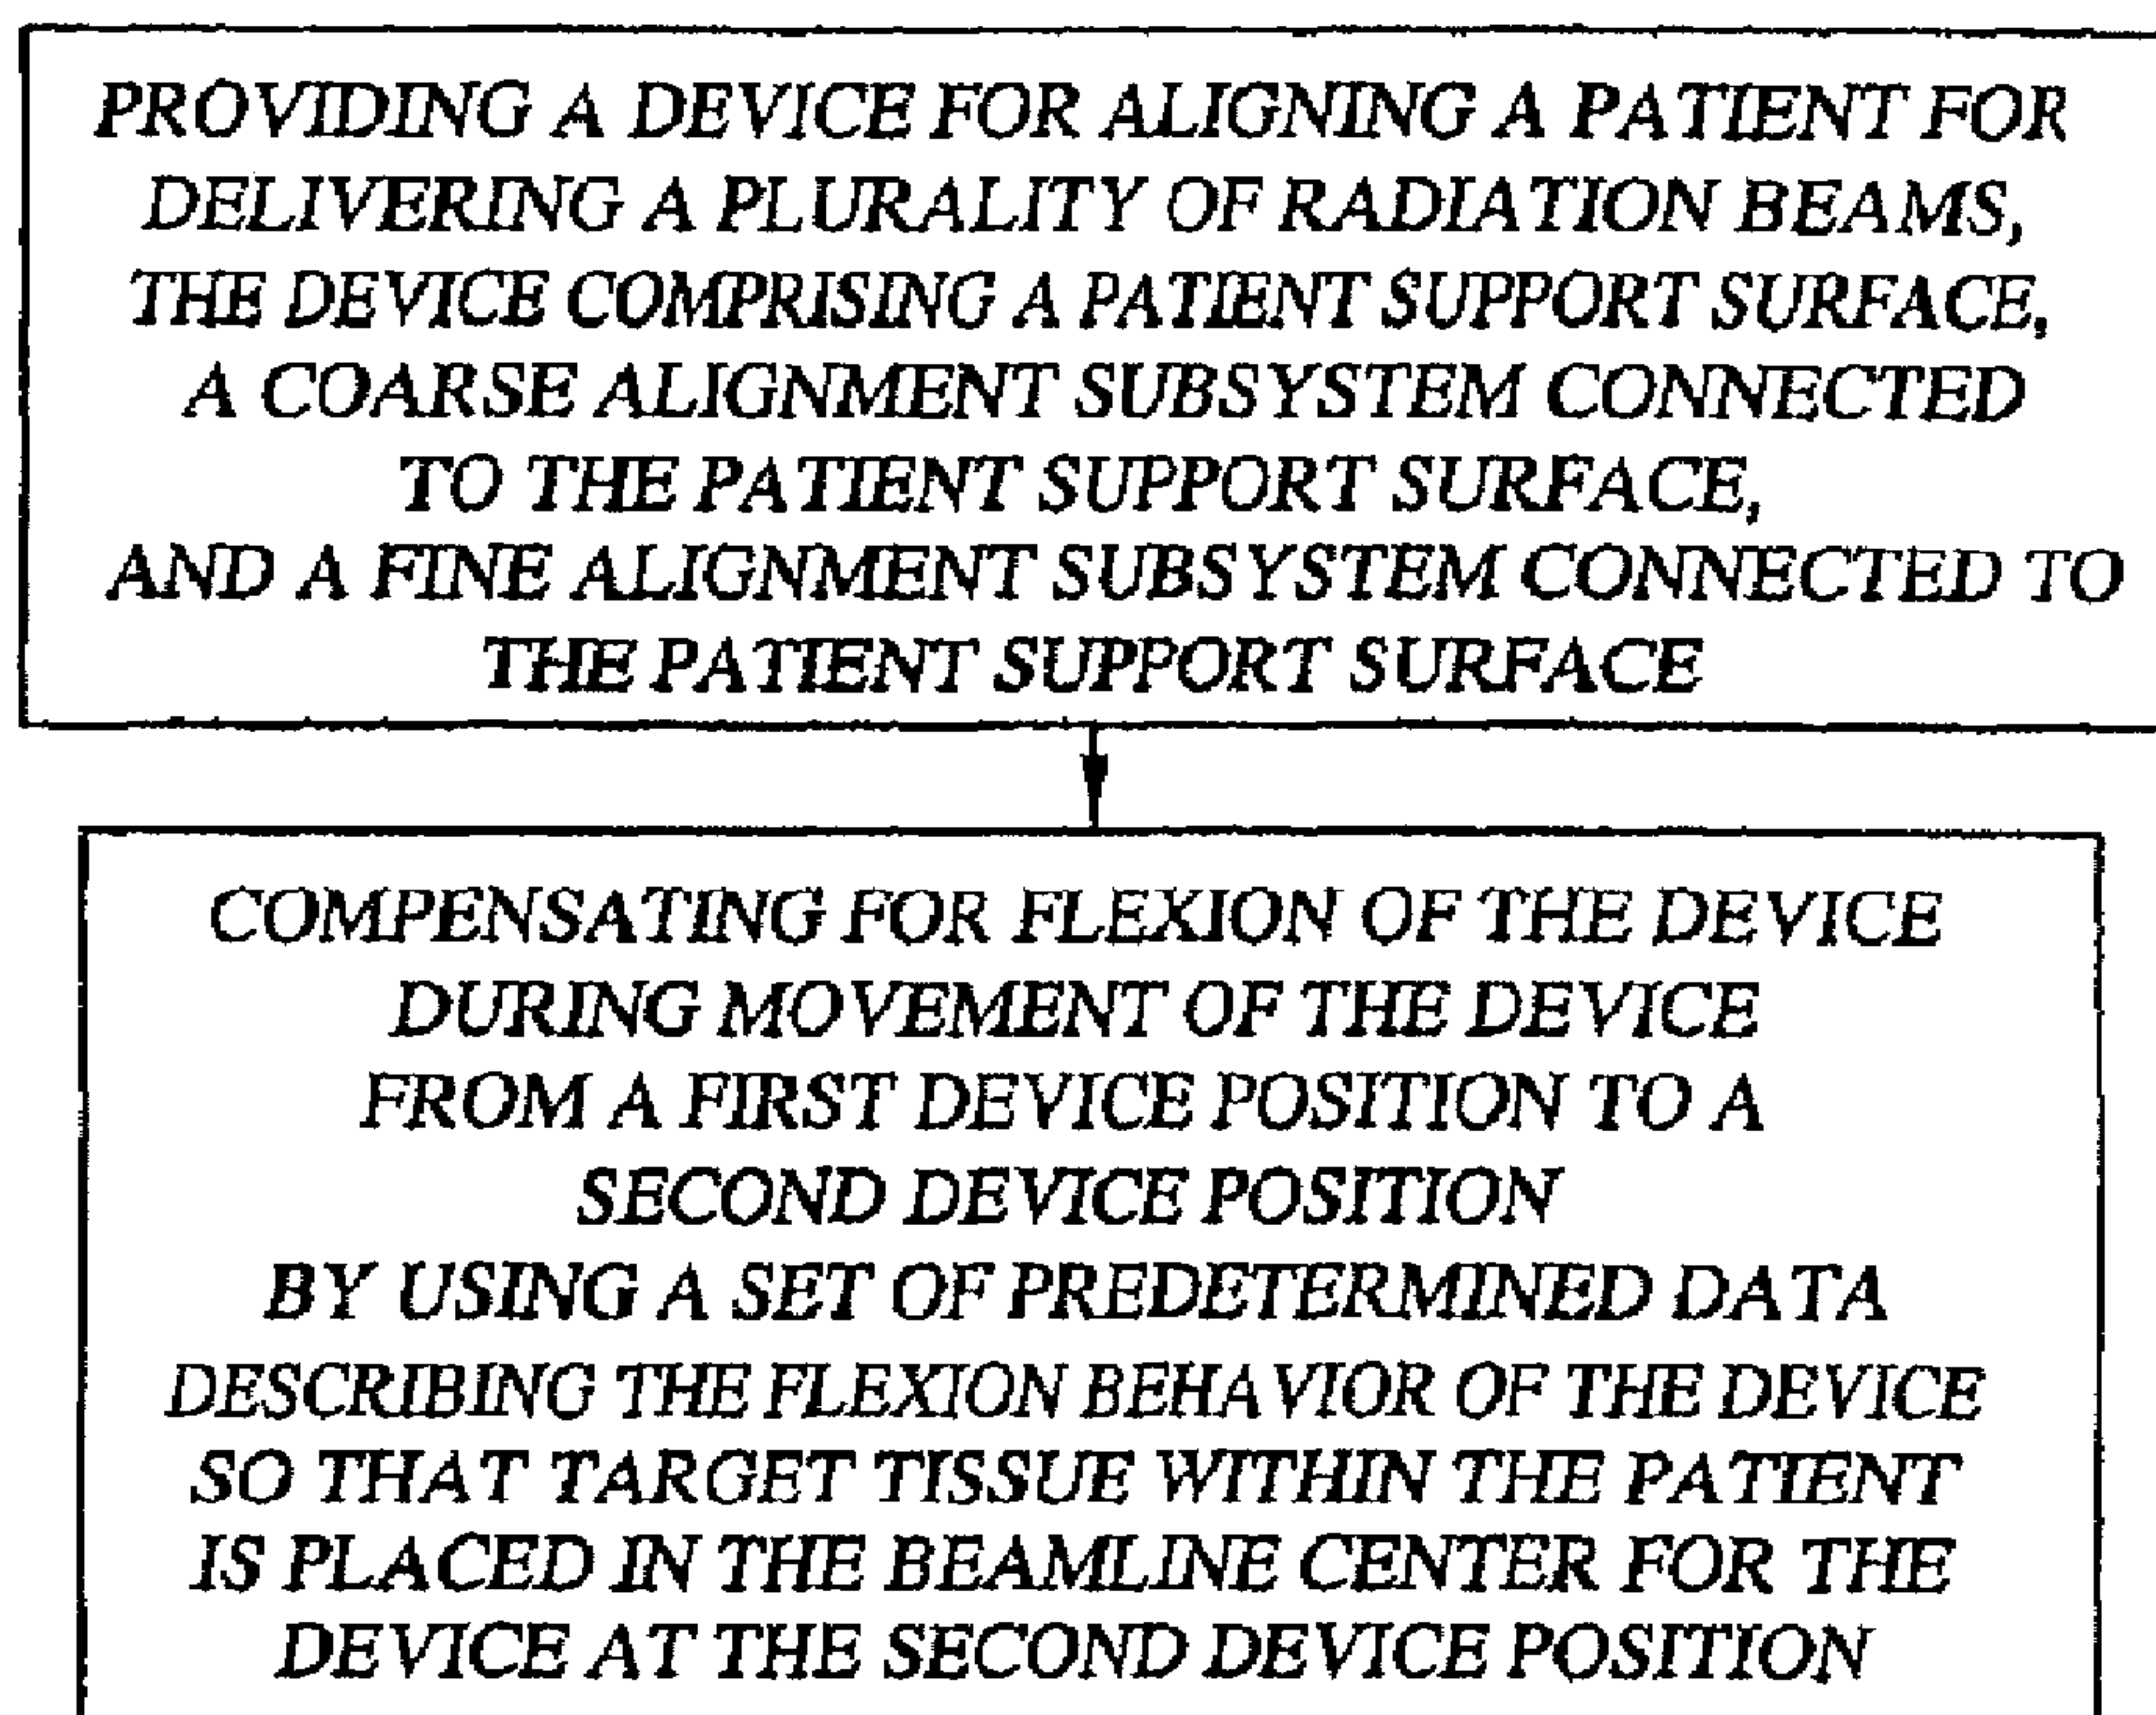 PROVIDING A DEVICE FOR ALIGNING A PATIENT FOR
DELIVERING A PLURALITY OF RADIATION BEAMS,
THE DEVICE COMPRISING A PATIENT SUPPORT SURFACE,
A COARSE ALIGNMENT SUBSYSTEM CONNECTED
TO THE PATIENT SUPPORT SURFACE,
AND A FINE ALIGNMENT SUBSYSTEM CONNECTED TO
THE PATIENT SUPPORT SURFACE
COMPENSATING FOR FLEXION OF THE DEVICE
DURING MOVEMENT OF THE DEVICE
FROM A FIRST DEVICE POSITION TO A
SECOND DEVICE POSITION
BY USING A SET OF PREDETERMINED DATA
DESCRIBING THE FLEXION BEHAVIOR OF THE DEVICE
SO THAT TARGET TISSUE WITHIN THE PATIENT
IS PLACED IN THE BEAMLINE CENTER FOR THE
DEVICE AT THE SECOND DEVICE POSITION